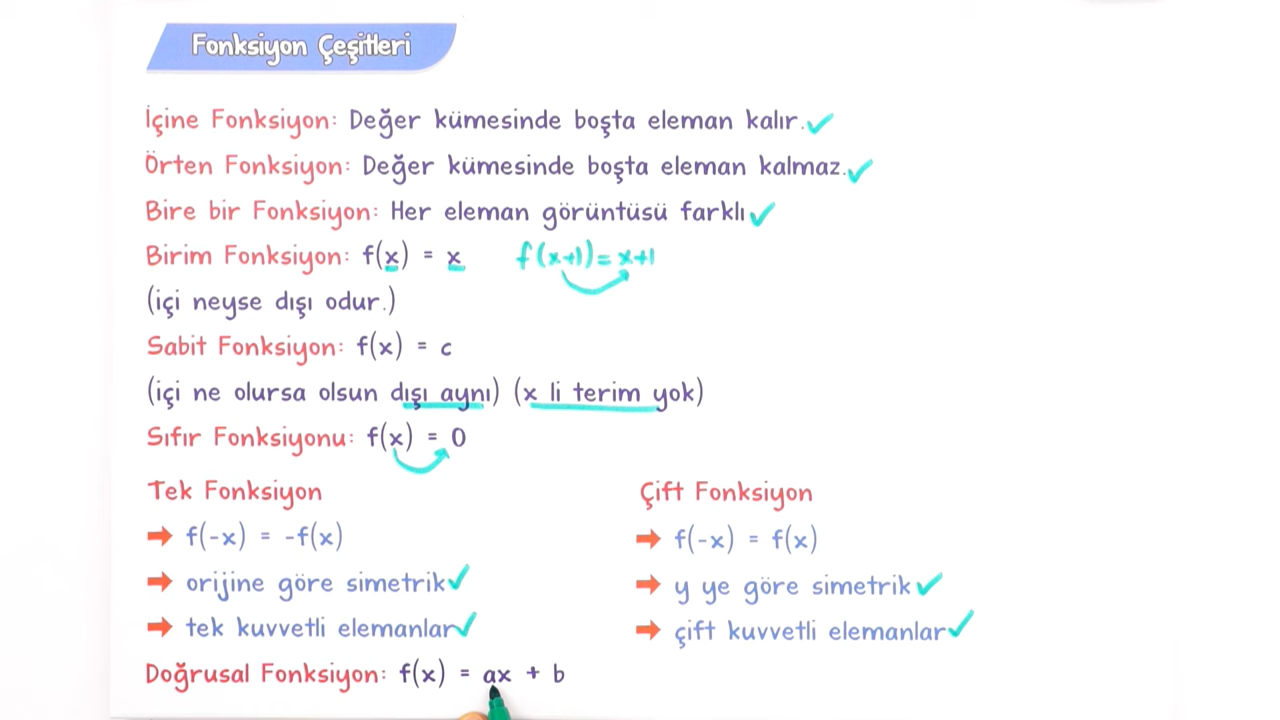 Fonksiyon Çeşitleri
İçine Fonksiyon: Değer kümesinde boşta eleman kalır.
Örten Fonksiyon: Değer kümesinde boşta eleman kalmaz.
Bire bir Fonksiyon: Her eleman görüntüsü farklı
Birim Fonksiyon: f(x) = x f(x+1) = x+1
(içi neyse dışı odur.)
Sabit Fonksiyon: f(x) = c
(içi ne olursa olsun dışı aynı) (x li terim yok)
Sıfır Fonksiyonu: f(x) = 0
Tek Fonksiyon
➡ f(-x) = -f(x)
➡ orijine göre simetrik
➡ tek kuvvetli elemanlar
Çift Fonksiyon
➡ f(-x) = f(x)
➡ y ye göre simetrik
➡ çift kuvvetli elemanlar
Doğrusal Fonksiyon: f(x) = ax + b